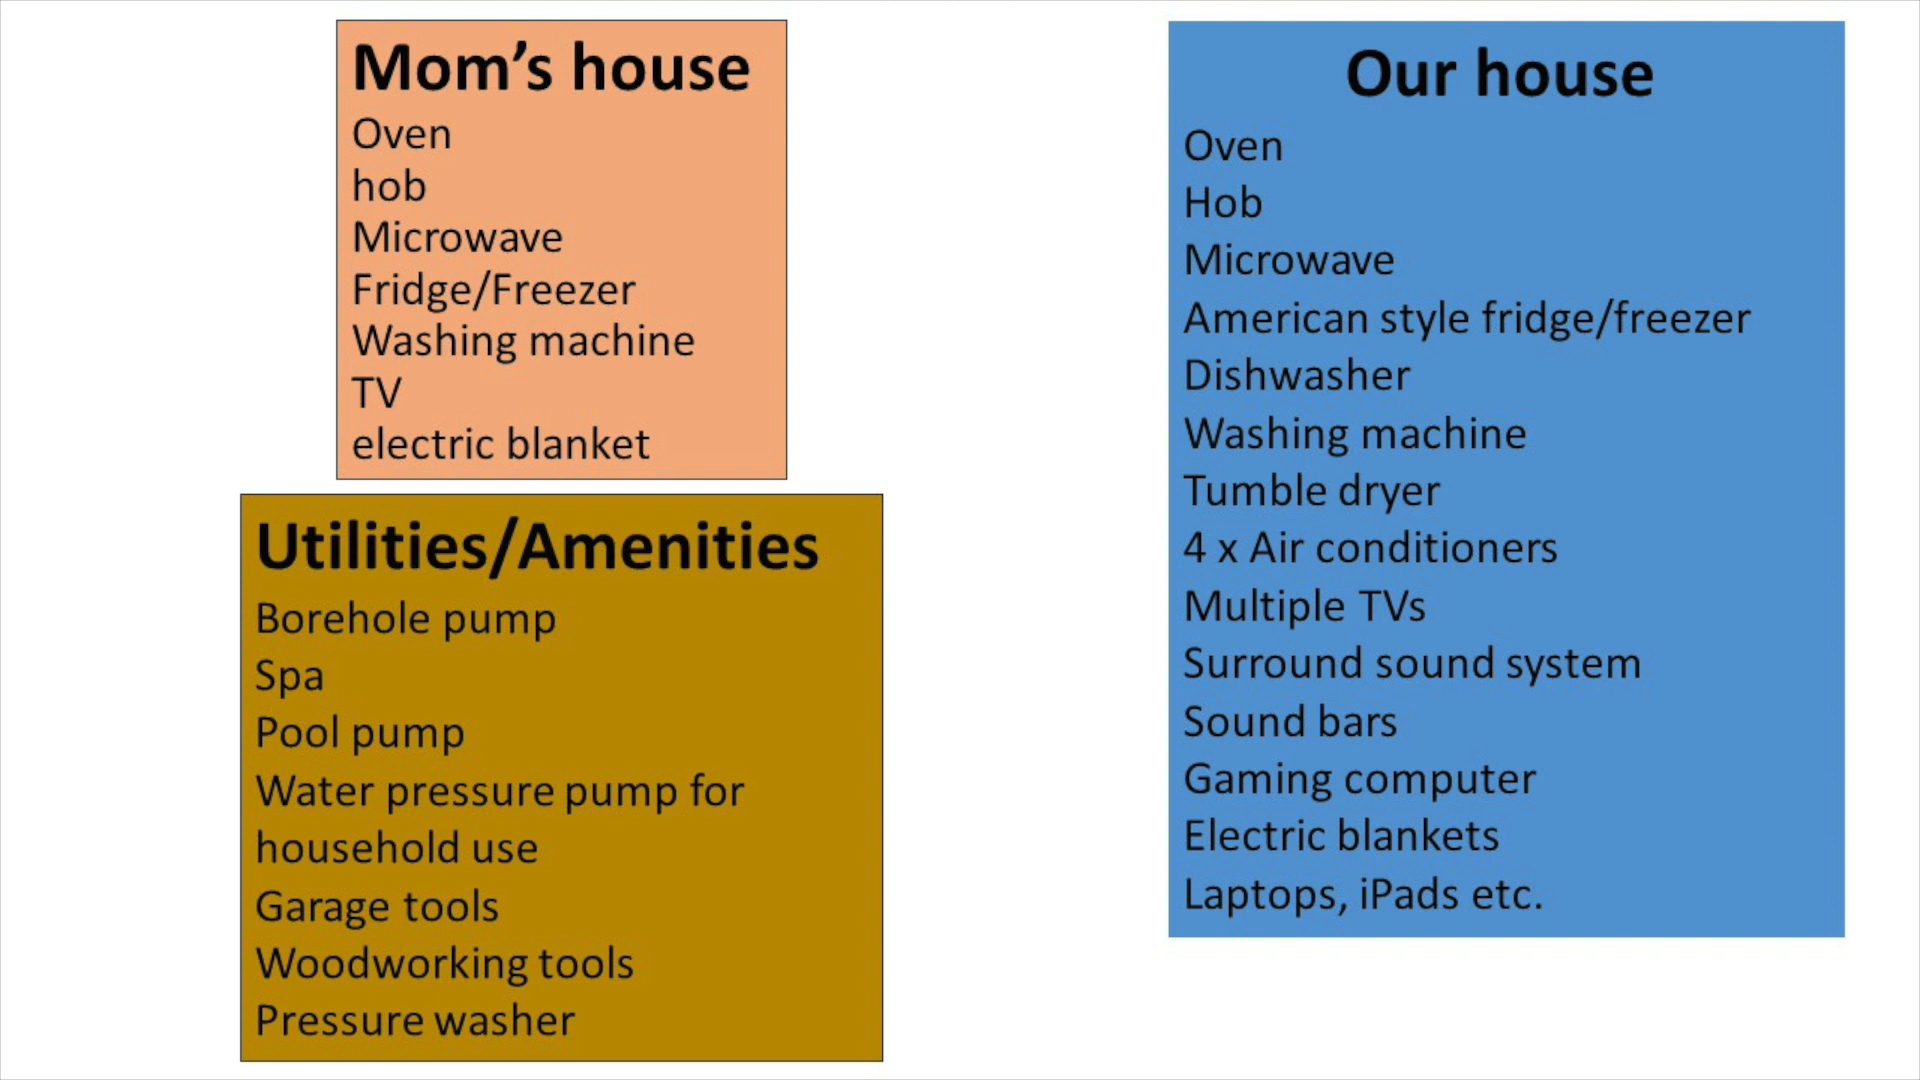 Mom's house
Oven
hob
Microwave
Fridge/Freezer
Washing machine
TV
electric blanket
Utilities/Amenities
Borehole pump
Spa
Pool pump
Water pressure pump for
household use
Garage tools
Woodworking tools
Pressure washer
Our house
Oven
Hob
Microwave
American style fridge/freezer
Dishwasher
Washing machine
Tumble dryer
4 x Air conditioners
Multiple TVs
Surround sound system
Sound bars
Gaming computer
Electric blankets
Laptops, iPads etc.